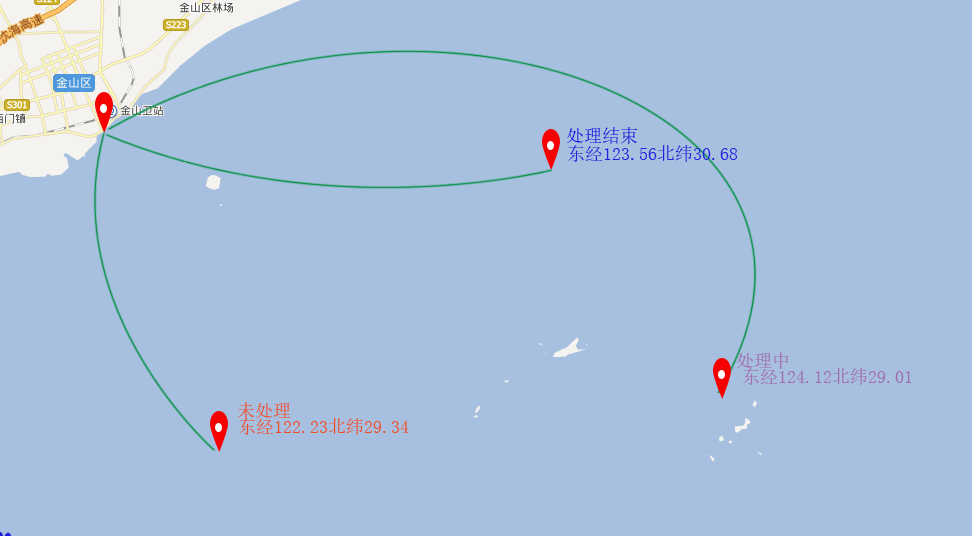 S124
金山区林场
沈海高速
S223
金山区
S301
金山卫站
门镇
处理结束
东经123.56北纬30.68
处理中
东经124.12北纬29.01
未处理
东经122.23北纬29.34